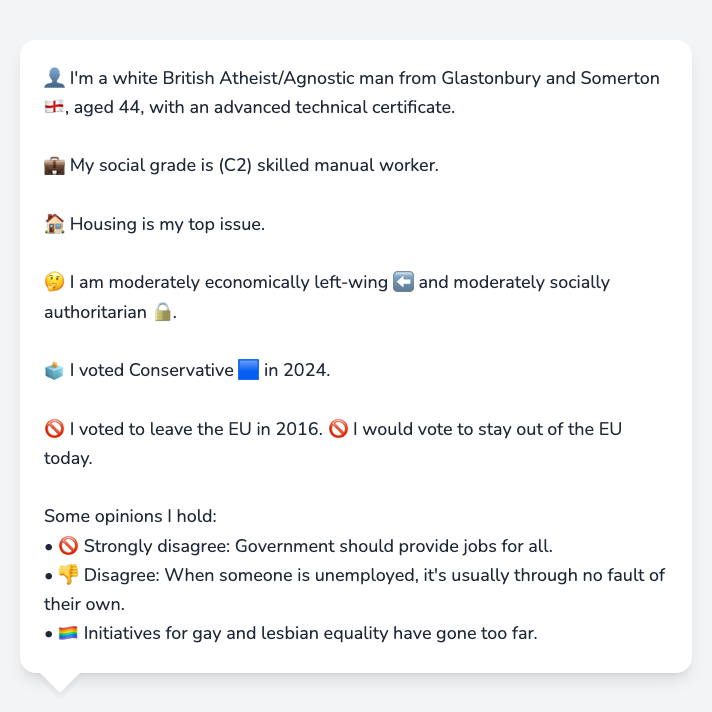 👤 I'm a white British Atheist/Agnostic man from Glastonbury and Somerton
🏴󠁧󠁢󠁥󠁮󠁧󠁿, aged 44, with an advanced technical certificate.
💼 My social grade is (C2) skilled manual worker.
🏠 Housing is my top issue.
🤔 I am moderately economically left-wing ⬅️ and moderately socially
authoritarian 🔒.
🗳️ I voted Conservative 🟦 in 2024.
🚫 I voted to leave the EU in 2016. 🚫 I would vote to stay out of the EU
today.
Some opinions I hold:
• 🚫 Strongly disagree: Government should provide jobs for all.
• 👎 Disagree: When someone is unemployed, it's usually through no fault of
their own.
• 🏳️‍🌈 Initiatives for gay and lesbian equality have gone too far.